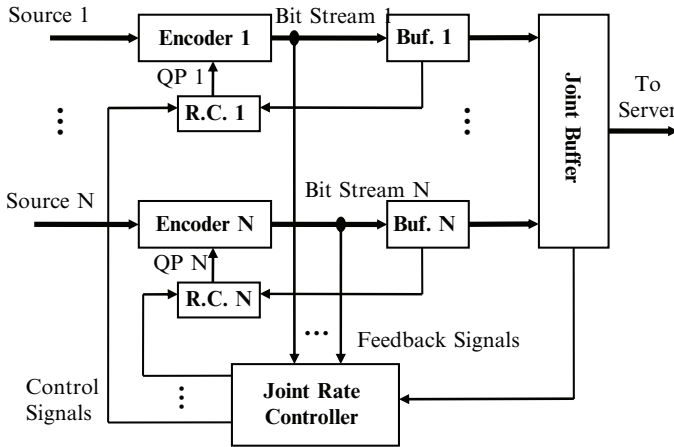 Source 1
Encoder 1
Bit Stream 1
Buf. 1
QP 1
R.C. 1
...
...
Joint Buffer
To
Server
Source N
Encoder N
Bit Stream N
Buf. N
QP N
R.C. N
...
Feedback Signals
Control
Signals
...
Joint Rate
Controller